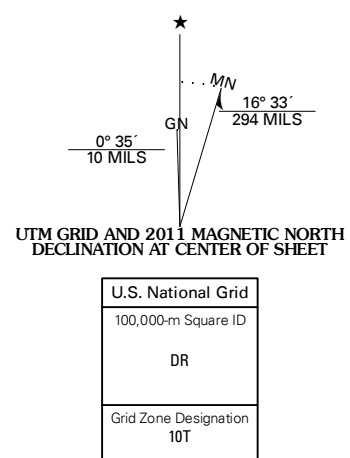 MN
16° 33´
294 MILS
GN
0° 35´
10 MILS
UTM GRID AND 2011 MAGNETIC NORTH
DECLINATION AT CENTER OF SHEET
U.S. National Grid
100,000-m Square ID
DR
Grid Zone Designation
10T